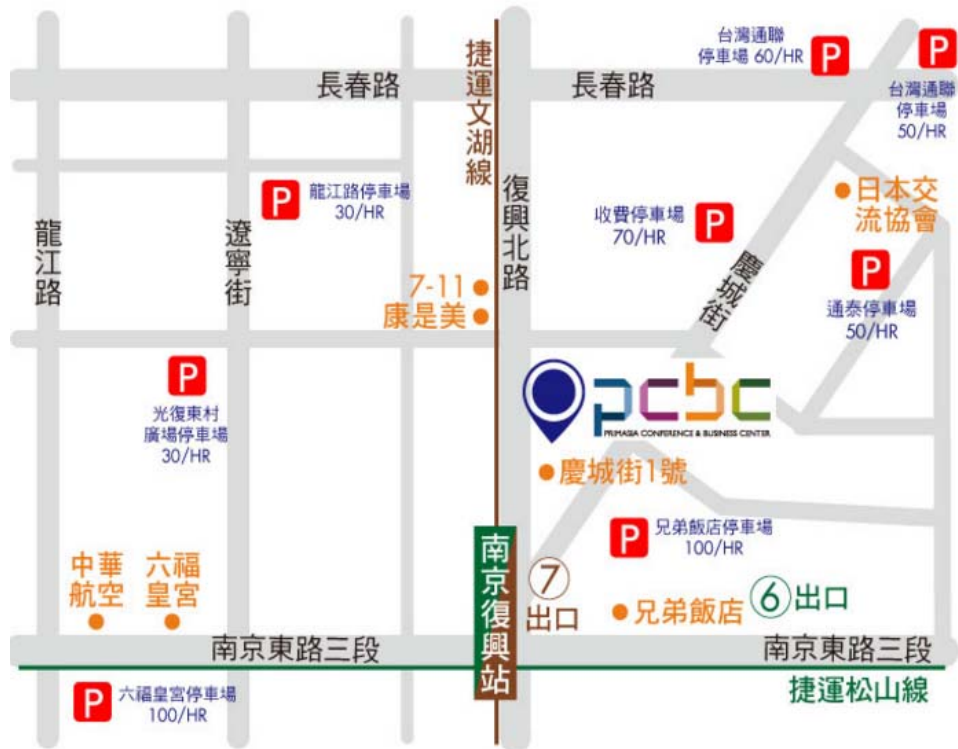 台灣通聯
停車場 60/HR
P
P
台灣通聯
停車場
50/HR
長春路
長春路
捷運文湖線
復興北路
P
龍江路停車場
30/HR
收費停車場
70/HR
P
日本交
流協會
龍江路
遼寧街
慶城街
P
通泰停車場
50/HR
7-11
康是美
P
光復東村
廣場停車場
30/HR
pcbc
PRIMASIA CONFERENCE & BUSINESS CENTER
慶城街1號
P
兄弟飯店停車場
100/HR
南京復興站
7
出口
兄弟飯店
6 出口
中華
航空
六福
皇宮
南京東路三段
南京東路三段
捷運松山線
P
六福皇宮停車場
100/HR